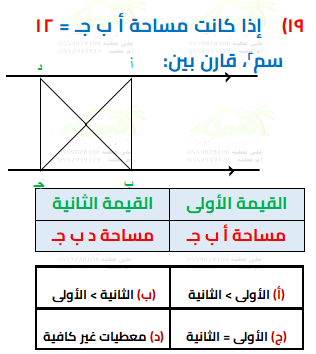 ١٩) إذا كانت مساحة أ ب جـ = ١٢
سم٢، قارن بين:
د أ
جـ ب
القيمة الأولى القيمة الثانية
مساحة أ ب جـ مساحة د ب جـ
(أ) الأولى > الثانية (ب) الثانية > الأولى
(ج) الأولى = الثانية (د) معطيات غير كافية